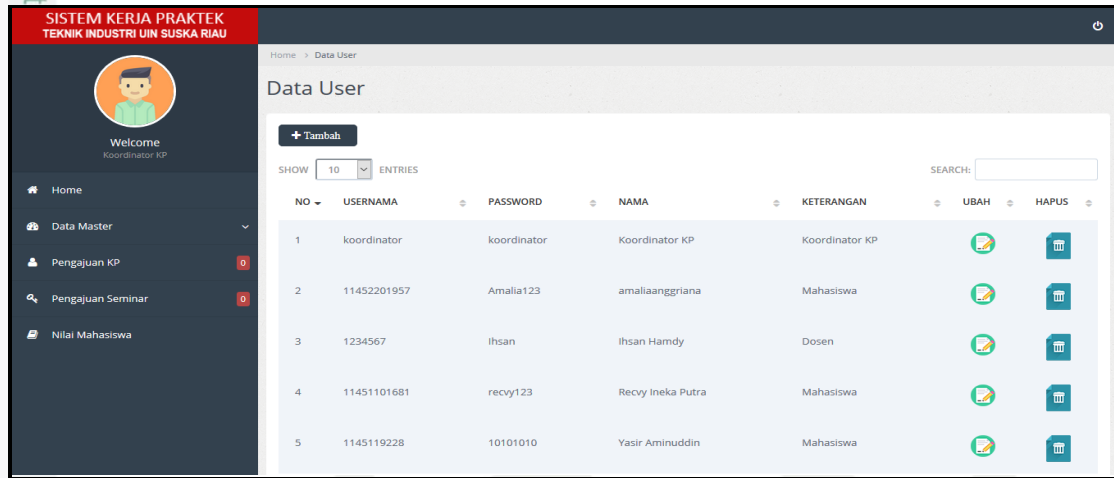 SISTEM KERJA PRAKTEK
TEKNIK INDUSTRI UIN SUSKA RIAU
Welcome
Koordinator KP
Home
Data Master
Pengajuan KP 0
Pengajuan Seminar 0
Nilai Mahasiswa
Home > Data User
Data User
+ Tambah
SHOW 10 ENTRIES SEARCH:
NO USERNAMA PASSWORD NAMA KETERANGAN UBAH HAPUS
1 koordinator koordinator Koordinator KP Koordinator KP
2 11452201957 Amalia123 amaliaanggriana Mahasiswa
3 1234567 Ihsan Ihsan Hamdy Dosen
4 11451101681 recvy123 Recvy Ineka Putra Mahasiswa
5 1145119228 10101010 Yasir Aminuddin Mahasiswa